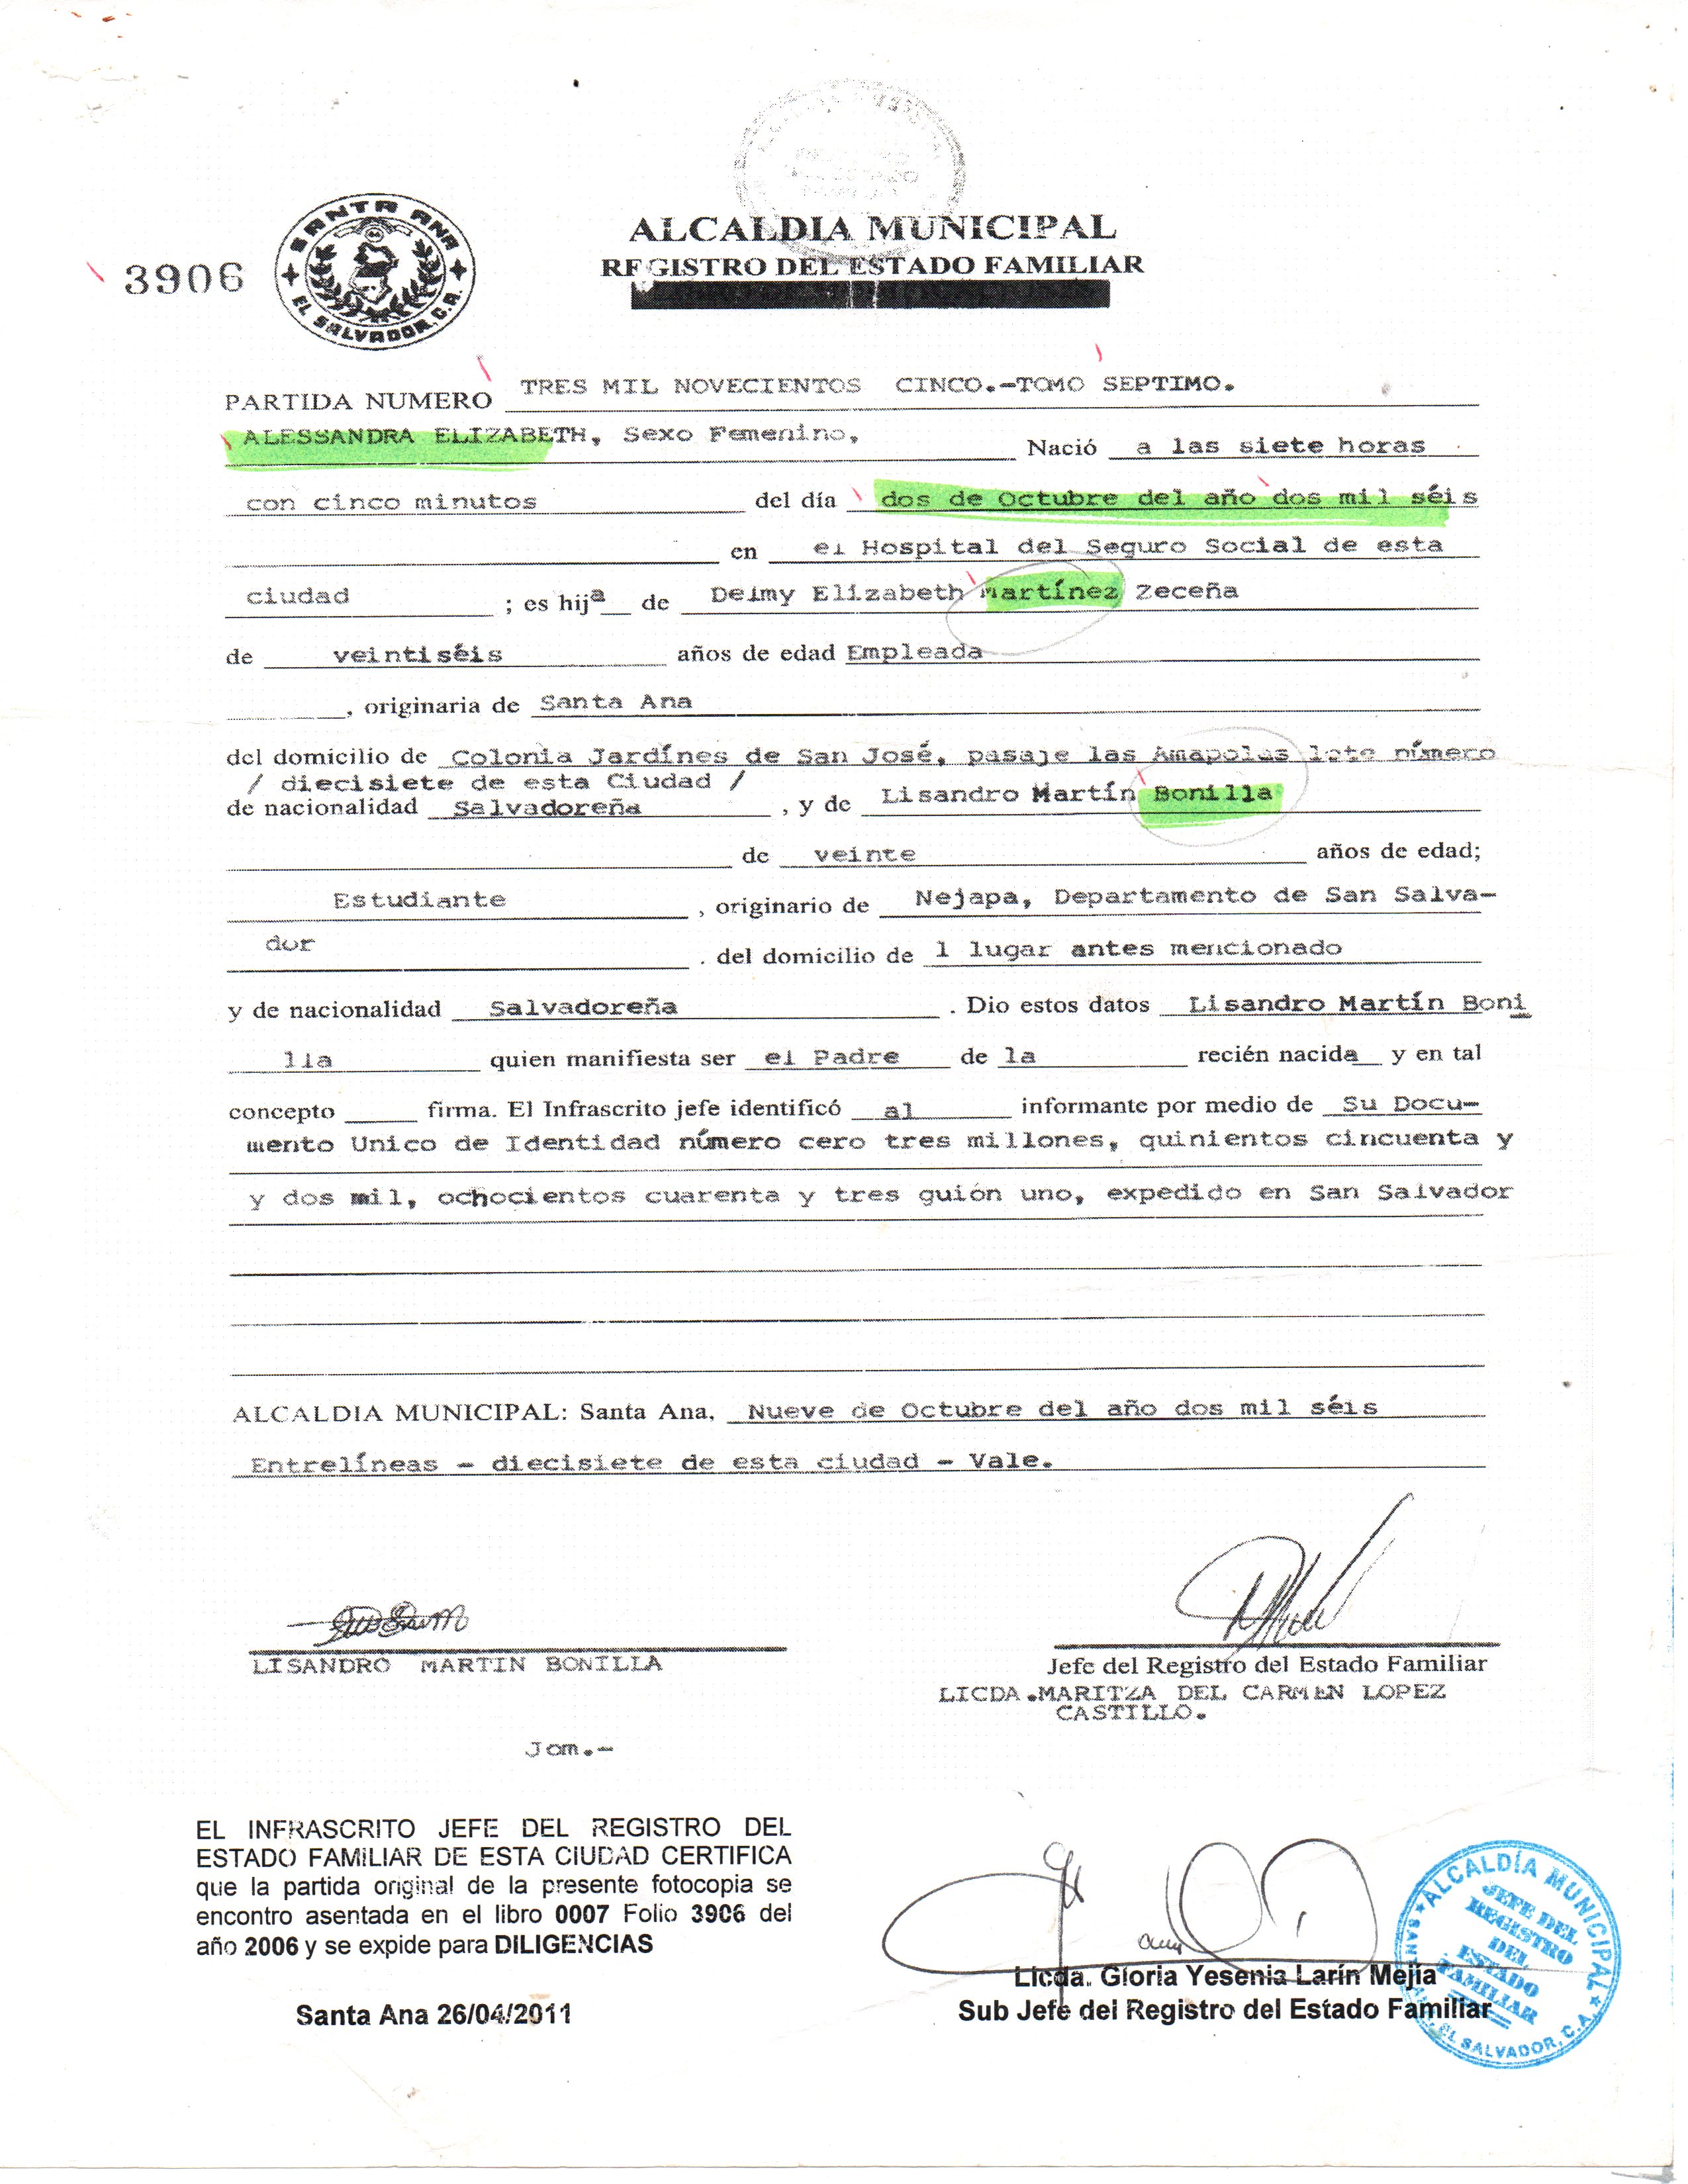 SANTA ANA
EL SALVADOR, C.A.
3906
ALCALDIA MUNICIPAL
REGISTRO DEL ESTADO FAMILIAR
PARTIDA NUMERO TRES MIL NOVECIENTOS CINCO.-TOMO SEPTIMO.
ALESSANDRA ELIZABETH, Sexo Femenino, Nació a las siete horas
con cinco minutos del día dos de Octubre del año dos mil séis
en el Hospital del Seguro Social de esta
ciudad ; es hija de Deimy Elizabeth Martínez Zeceña
de veintiséis años de edad Empleada
, originaria de Santa Ana
del domicilio de Colonia Jardínes de San José, pasaje las Amapolas lote número
/ diecisiete de esta Ciudad /
de nacionalidad Salvadoreña , y de Lisandro Martín Bonilla
de veinte años de edad;
Estudiante , originario de Nejapa, Departamento de San Salva-
dor . del domicilio de l lugar antes mencionado
y de nacionalidad Salvadoreña . Dio estos datos Lisandro Martín Boni
lla quien manifiesta ser el Padre de la recién nacida y en tal
concepto firma. El Infrascrito jefe identificó al informante por medio de Su Docu-
mento Unico de Identidad número cero tres millones, quinientos cincuenta y
y dos mil, ochocientos cuarenta y tres guión uno, expedido en San Salvador
ALCALDIA MUNICIPAL: Santa Ana, Nueve de Octubre del año dos mil séis
Entrelíneas - diecisiete de esta ciudad - Vale.
LISANDRO MARTIN BONILLA
Jefe del Registro del Estado Familiar
LICDA.MARITZA DEL CARMEN LOPEZ
CASTILLO.
Jom.-
EL INFRASCRITO JEFE DEL REGISTRO DEL
ESTADO FAMILIAR DE ESTA CIUDAD CERTIFICA
que la partida original de la presente fotocopia se
encontro asentada en el libro 0007 Folio 3906 del
año 2006 y se expide para DILIGENCIAS
Santa Ana 26/04/2011
Licda. Gloria Yesenia Larín Mejía
Sub Jefe del Registro del Estado Familiar
ALCALDÍA MUNICIPAL
JEFE DEL
REGISTRO
DEL
ESTADO
FAMILIAR
EL SALVADOR, C.A.